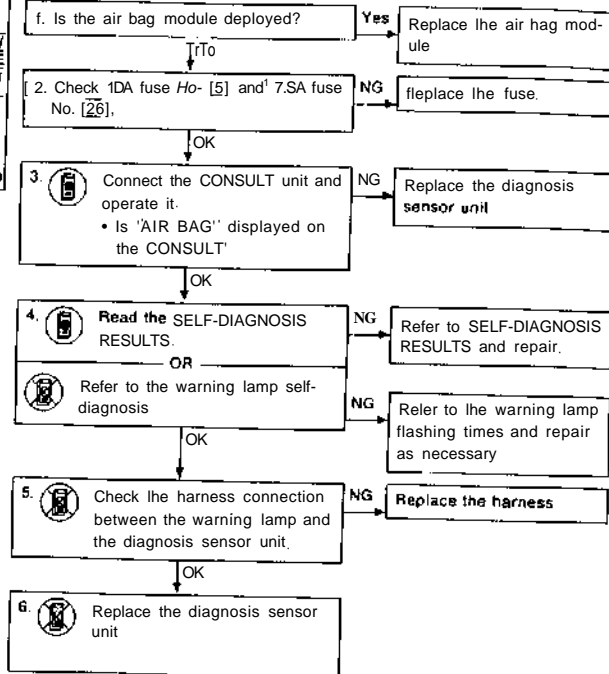 f. Is the air bag module deployed?
Yes
Replace lhe air hag mod-
ule
TrTo
[ 2. Check 1DA fuse Ho- [5] and¹ 7.SA fuse
No. [26],
NG
fleplace lhe fuse.
OK
3.
Connect the CONSULT unit and
operate it.
• Is 'AIR BAG'' displayed on
the CONSULT'
NG
Replace the diagnosis
sensor unil
OK
4.
Read the SELF-DIAGNOSIS
RESULTS.
NG
Refer to SELF-DIAGNOSIS
RESULTS and repair.
OR
Refer to the warning lamp self-
diagnosis
NG
Reler to lhe warning lamp
flashing times and repair
as necessary
OK
5.
Check lhe harness connection
between the warning lamp and
the diagnosis sensor unit.
NG
Replace the harness
OK
6.
Replace the diagnosis sensor
unit